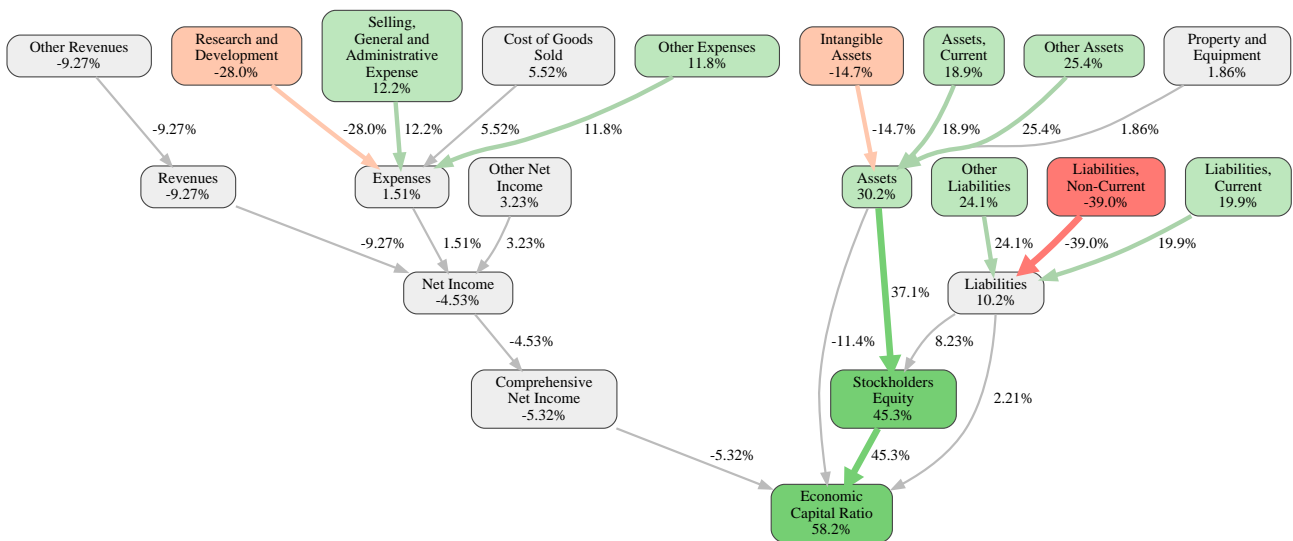 Other Revenues
-9.27%
Research and
Development
-28.0%
Selling,
General and
Administrative
Expense
12.2%
Cost of Goods
Sold
5.52%
Other Expenses
11.8%
Intangible
Assets
-14.7%
Assets,
Current
18.9%
Other Assets
25.4%
Property and
Equipment
1.86%
-9.27%
-28.0%
12.2%
5.52%
11.8%
-14.7%
18.9%
25.4%
1.86%
Revenues
-9.27%
Expenses
1.51%
Other Net
Income
3.23%
Assets
30.2%
Other
Liabilities
24.1%
Liabilities,
Non-Current
-39.0%
Liabilities,
Current
19.9%
-9.27%
1.51%
3.23%
24.1%
-39.0%
19.9%
Net Income
-4.53%
37.1%
Liabilities
10.2%
-4.53%
-11.4%
8.23%
Comprehensive
Net Income
-5.32%
Stockholders
Equity
45.3%
2.21%
-5.32%
45.3%
Economic
Capital Ratio
58.2%